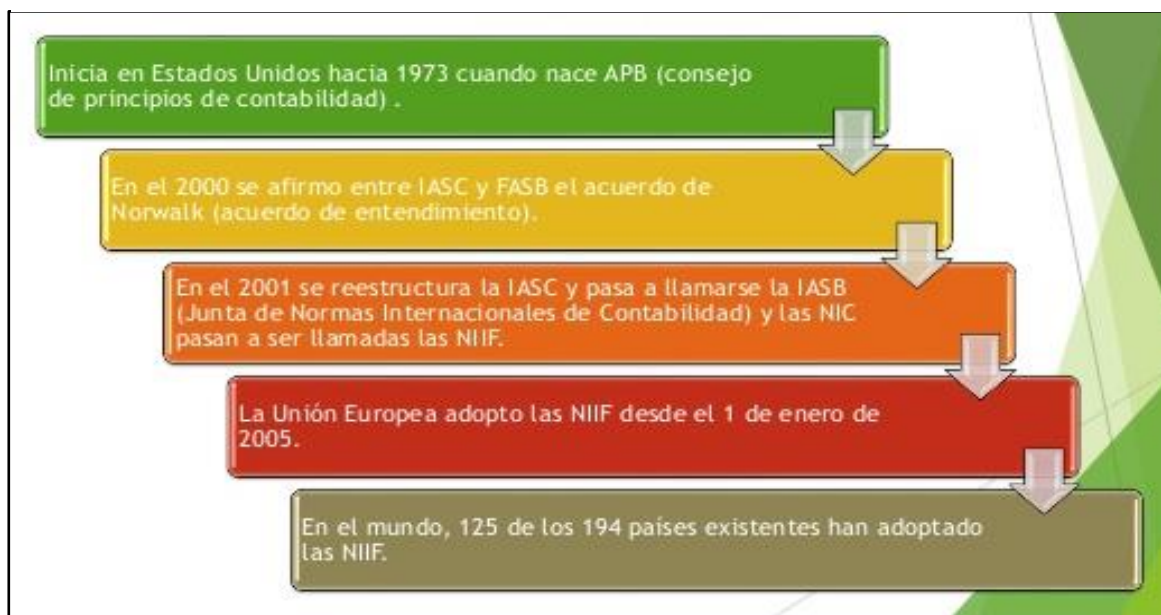 Inicia en Estados Unidos hacia 1973 cuando nace APB (consejo
de principios de contabilidad) .
En el 2000 se afirmo entre IASC y FASB el acuerdo de
Norwalk (acuerdo de entendimiento).
En el 2001 se reestructura la IASC y pasa a llamarse la IASB
(Junta de Normas Internacionales de Contabilidad) y las NIC
pasan a ser llamadas las NIIF.
La Unión Europea adopto las NIIF desde el 1 de enero de
2005.
En el mundo, 125 de los 194 países existentes han adoptado
las NIIF.